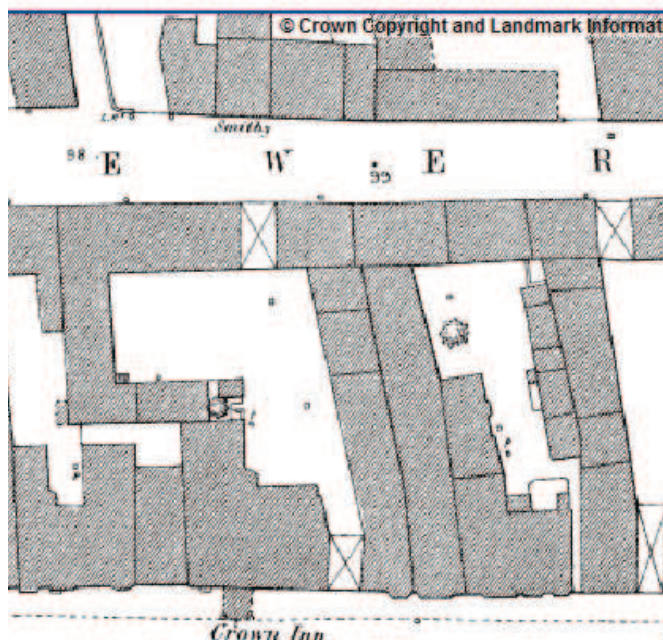 © Crown Copyright and Landmark Informat
Smithy
98 E W E R
99
Crown Inn